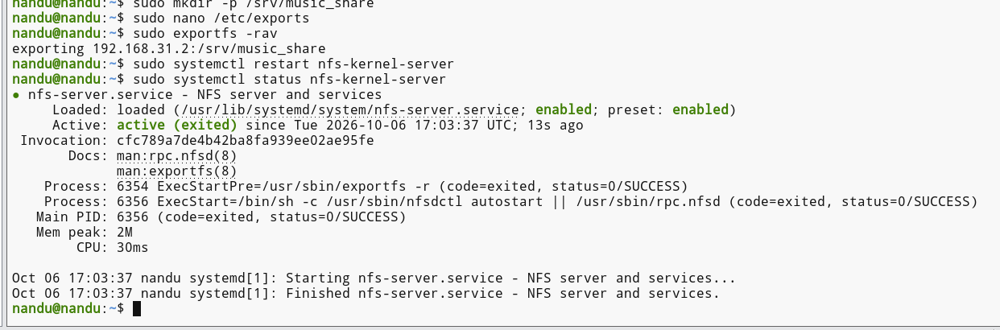 nandu@nandu:~$ sudo mkdir -p /srv/music_share
nandu@nandu:~$ sudo nano /etc/exports
nandu@nandu:~$ sudo exportfs -rav
exporting 192.168.31.2:/srv/music_share
nandu@nandu:~$ sudo systemctl restart nfs-kernel-server
nandu@nandu:~$ sudo systemctl status nfs-kernel-server
● nfs-server.service - NFS server and services
     Loaded: loaded (/usr/lib/systemd/system/nfs-server.service; enabled; preset: enabled)
     Active: active (exited) since Tue 2026-10-06 17:03:37 UTC; 13s ago
 Invocation: cfc789a7de4b42ba8fa939ee02ae95fe
       Docs: man:rpc.nfsd(8)
             man:exportfs(8)
    Process: 6354 ExecStartPre=/usr/sbin/exportfs -r (code=exited, status=0/SUCCESS)
    Process: 6356 ExecStart=/bin/sh -c /usr/sbin/nfsdctl autostart || /usr/sbin/rpc.nfsd (code=exited, status=0/SUCCESS)
   Main PID: 6356 (code=exited, status=0/SUCCESS)
   Mem peak: 2M
        CPU: 30ms
Oct 06 17:03:37 nandu systemd[1]: Starting nfs-server.service - NFS server and services...
Oct 06 17:03:37 nandu systemd[1]: Finished nfs-server.service - NFS server and services.
nandu@nandu:~$